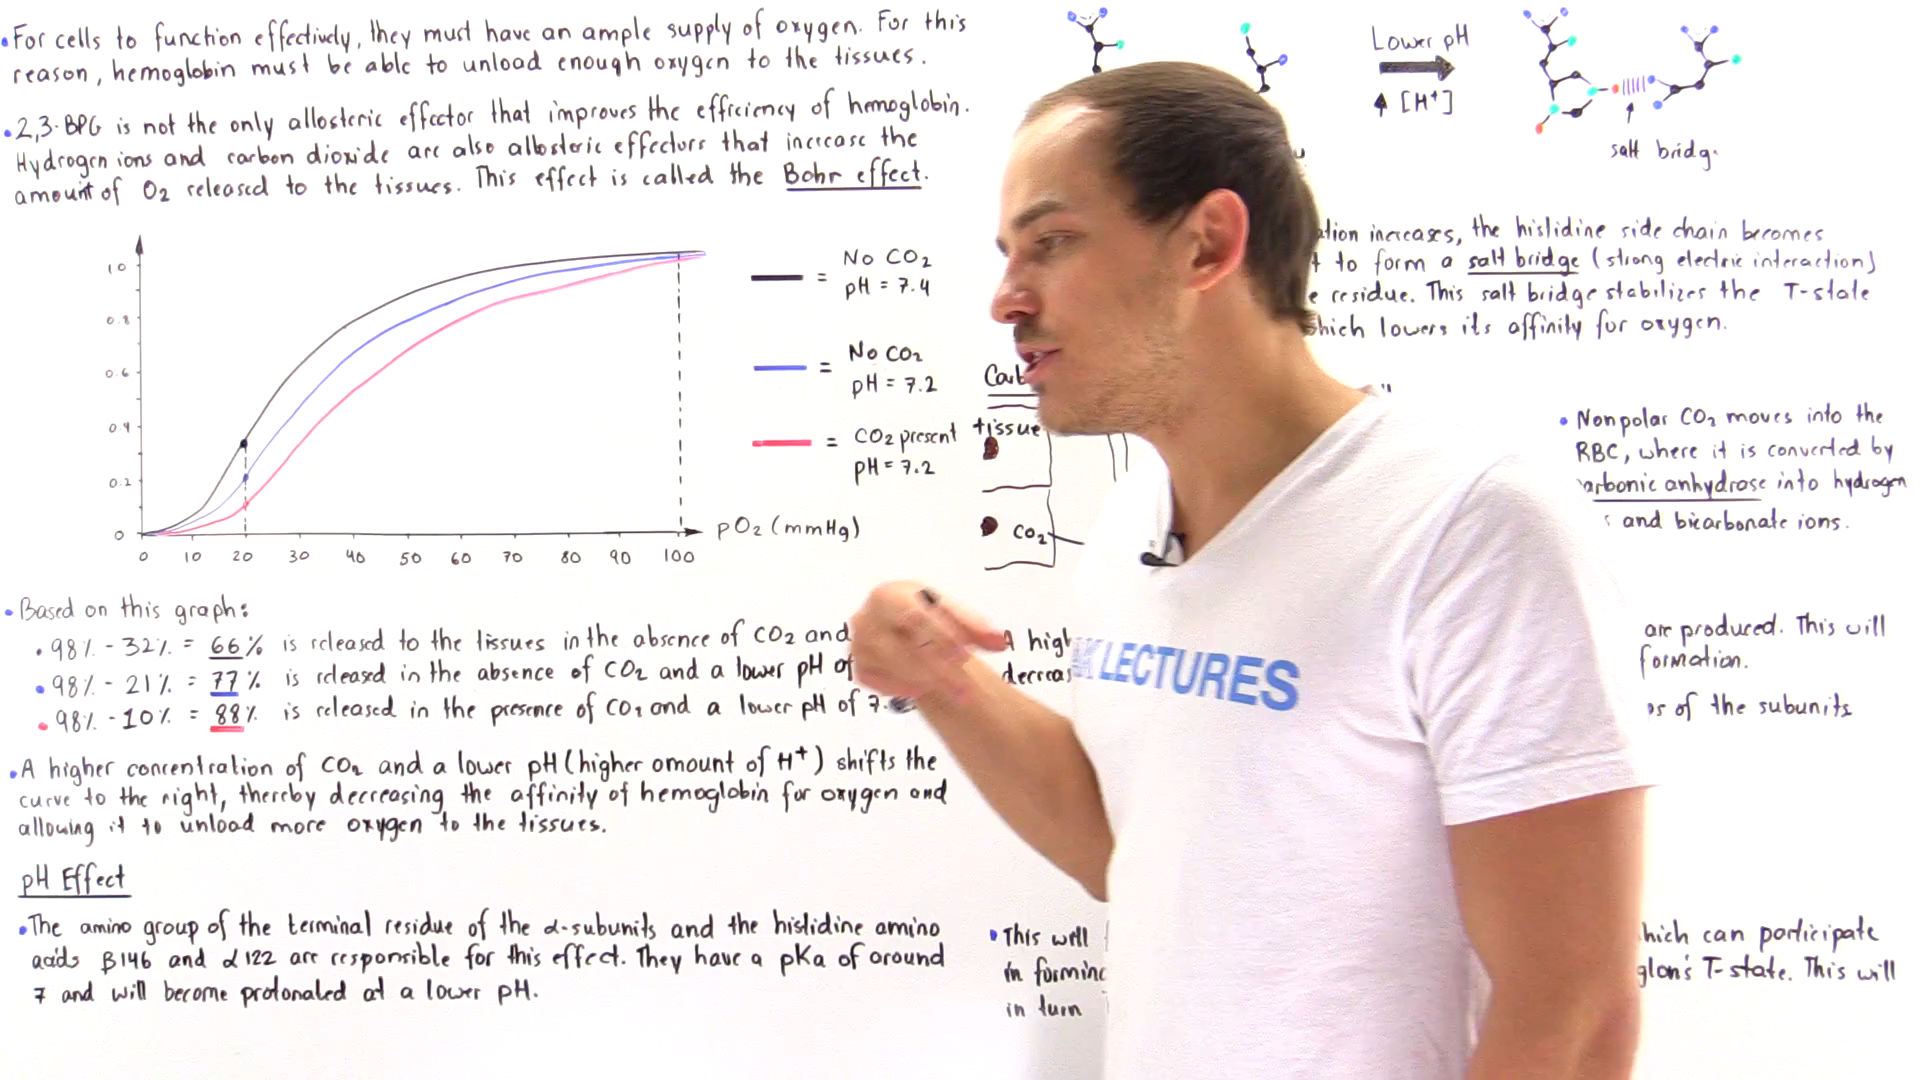 •For cells to function effectively, they must have an ample supply of oxygen. For this
reason, hemoglobin must be able to unload enough oxygen to the tissues.
•2,3-BPG is not the only allosteric effector that improves the efficiency of hemoglobin.
Hydrogen ions and carbon dioxide are also allosteric effectors that increase the
amount of O2 released to the tissues. This effect is called the Bohr effect.
1.0
0.8
0.6
0.4
0.2
0
0 10 20 30 40 50 60 70 80 90 100
pO2 (mmHg)
= No CO2
pH = 7.4
= No CO2
pH = 7.2
= CO2 present
pH = 7.2
•Based on this graph:
•98% - 32% = 66% is released to the tissues in the absence of CO2 and
•98% - 21% = 77% is released in the absence of CO2 and a lower pH of
•98% - 10% = 88% is released in the presence of CO2 and a lower pH of 7.
•A higher concentration of CO2 and a lower pH (higher amount of H+) shifts the
curve to the right, thereby decreasing the affinity of hemoglobin for oxygen and
allowing it to unload more oxygen to the tissues.
pH Effect
•The amino group of the terminal residue of the α-subunits and the histidine amino
acids β146 and α122 are responsible for this effect. They have a pKa of around
7 and will become protonated at a lower pH.
Lower pH
↑ [H+]
salt bridg
increases, the histidine side chain becomes
to form a salt bridge (strong electric interaction)
residue. This salt bridge stabilizes the T-state
which lowers its affinity for oxygen.
Carb
tissue
CO2
•Nonpolar CO2 moves into the
RBC, where it is converted by
carbonic anhydrase into hydrogen
and bicarbonate ions.
A high
decreas
are produced. This will
formation.
of the subunits
•This will
in forming
in turn
which can participate
T-state. This will
AK LECTURES